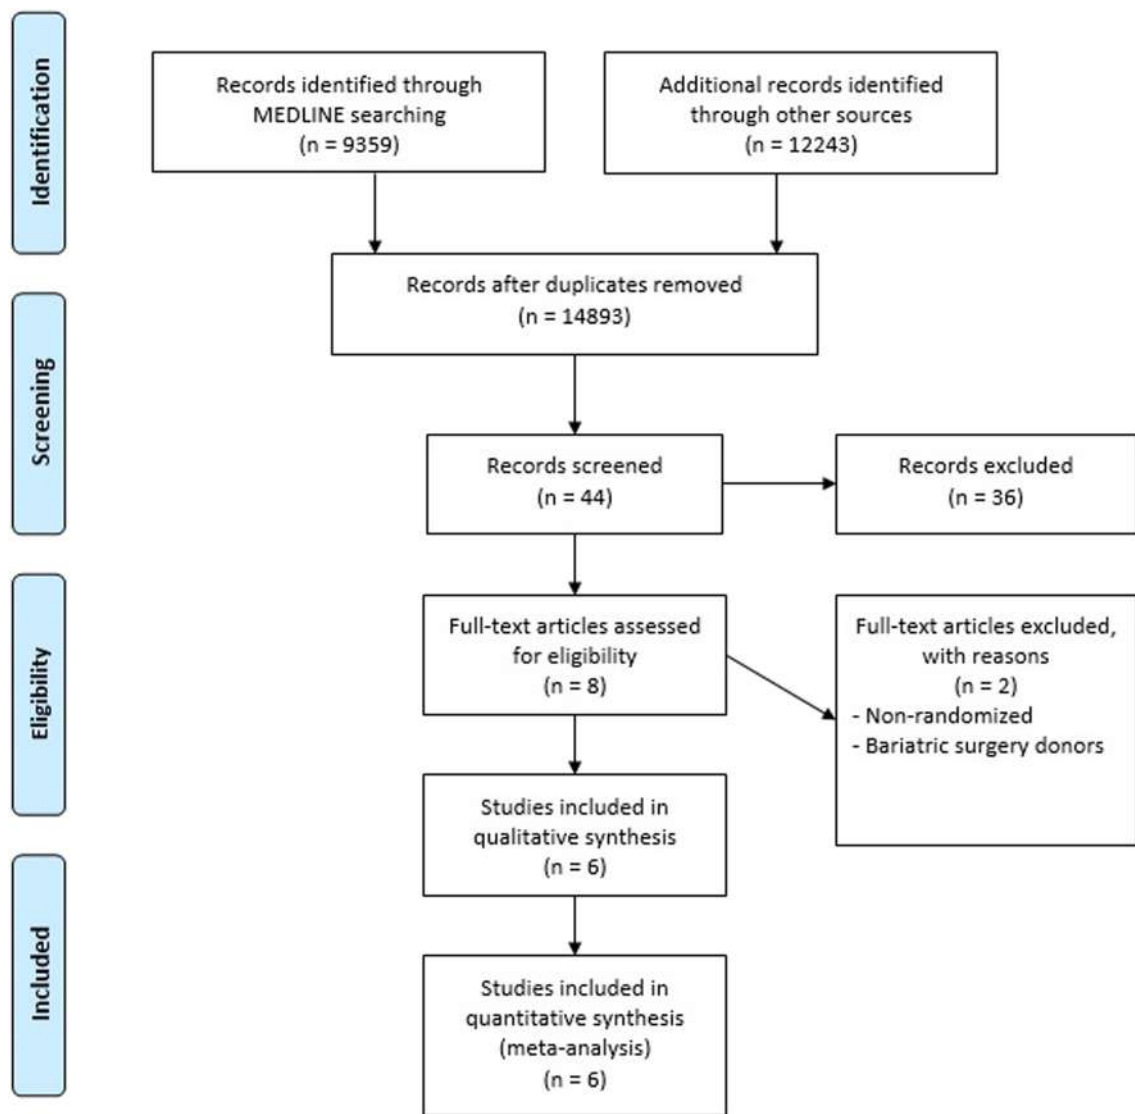 Identification
Records identified through
MEDLINE searching
(n = 9359)
Additional records identified
through other sources
(n = 12243)
Records after duplicates removed
(n = 14893)
Screening
Records screened
(n = 44)
Records excluded
(n = 36)
Eligibility
Full-text articles assessed
for eligibility
(n = 8)
Full-text articles excluded,
with reasons
(n = 2)
- Non-randomized
- Bariatric surgery donors
Studies included in
qualitative synthesis
(n = 6)
Included
Studies included in
quantitative synthesis
(meta-analysis)
(n = 6)